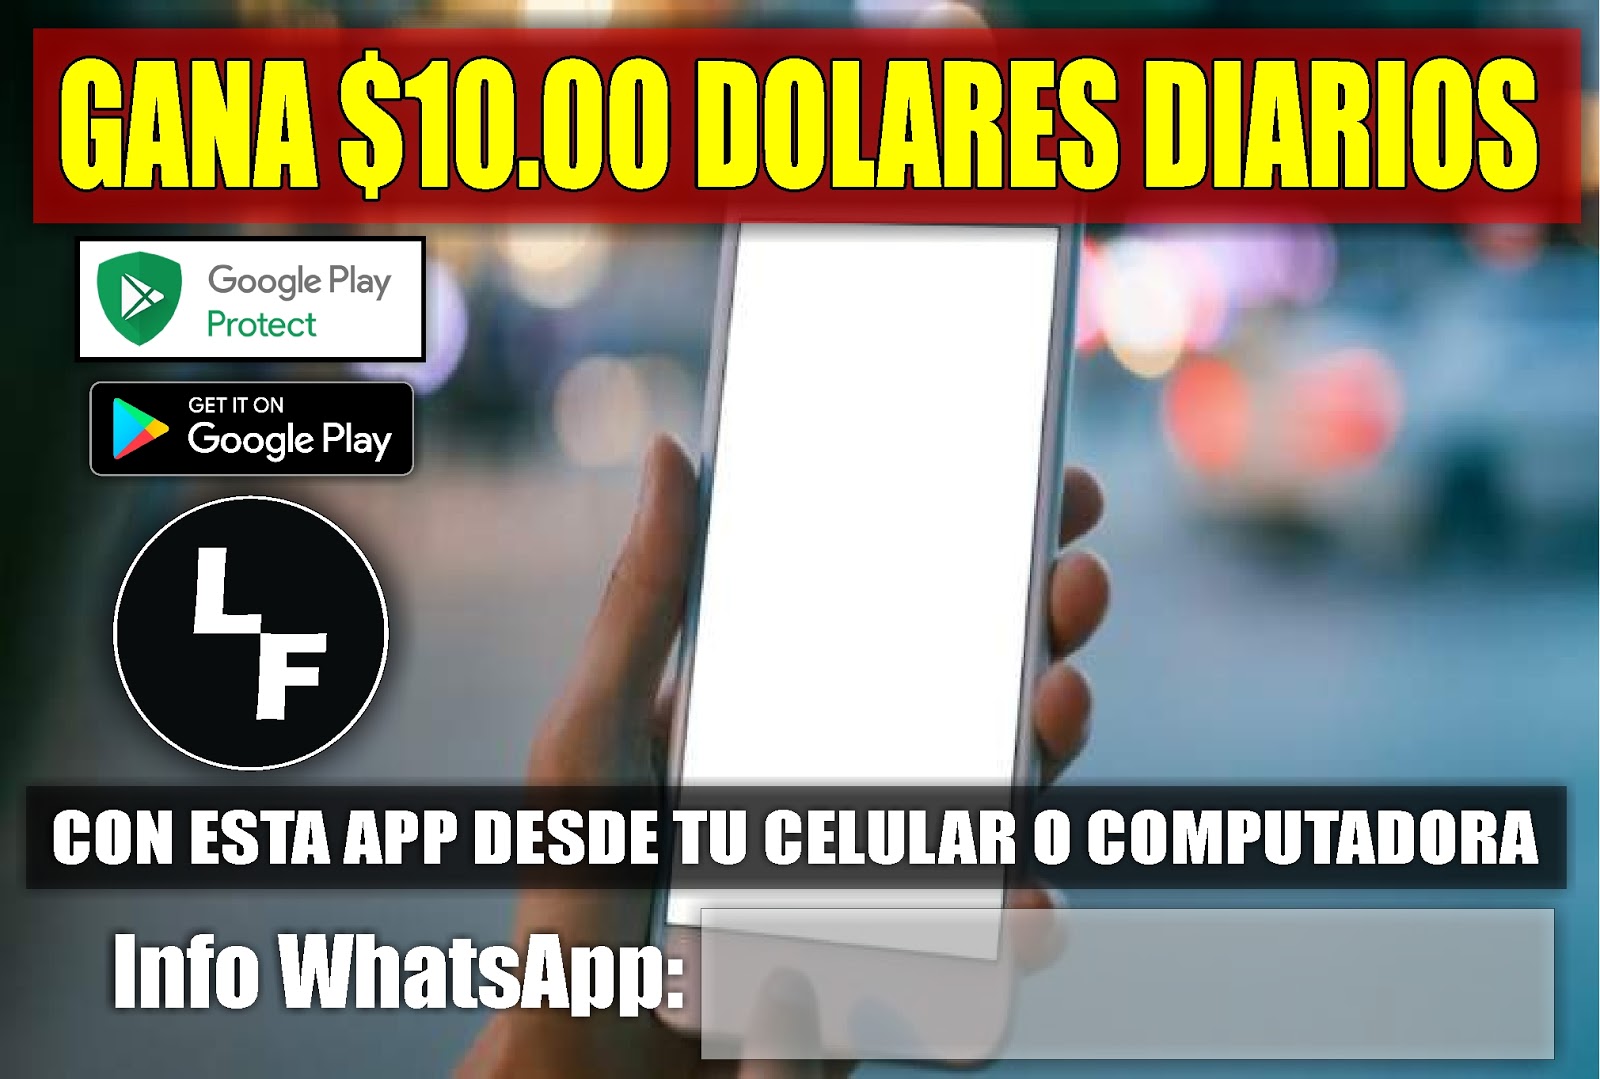 GANA $10.00 DOLARES DIARIOS
Google Play
Protect
GET IT ON
Google Play
L
F
CON ESTA APP DESDE TU CELULAR O COMPUTADORA
Info WhatsApp: